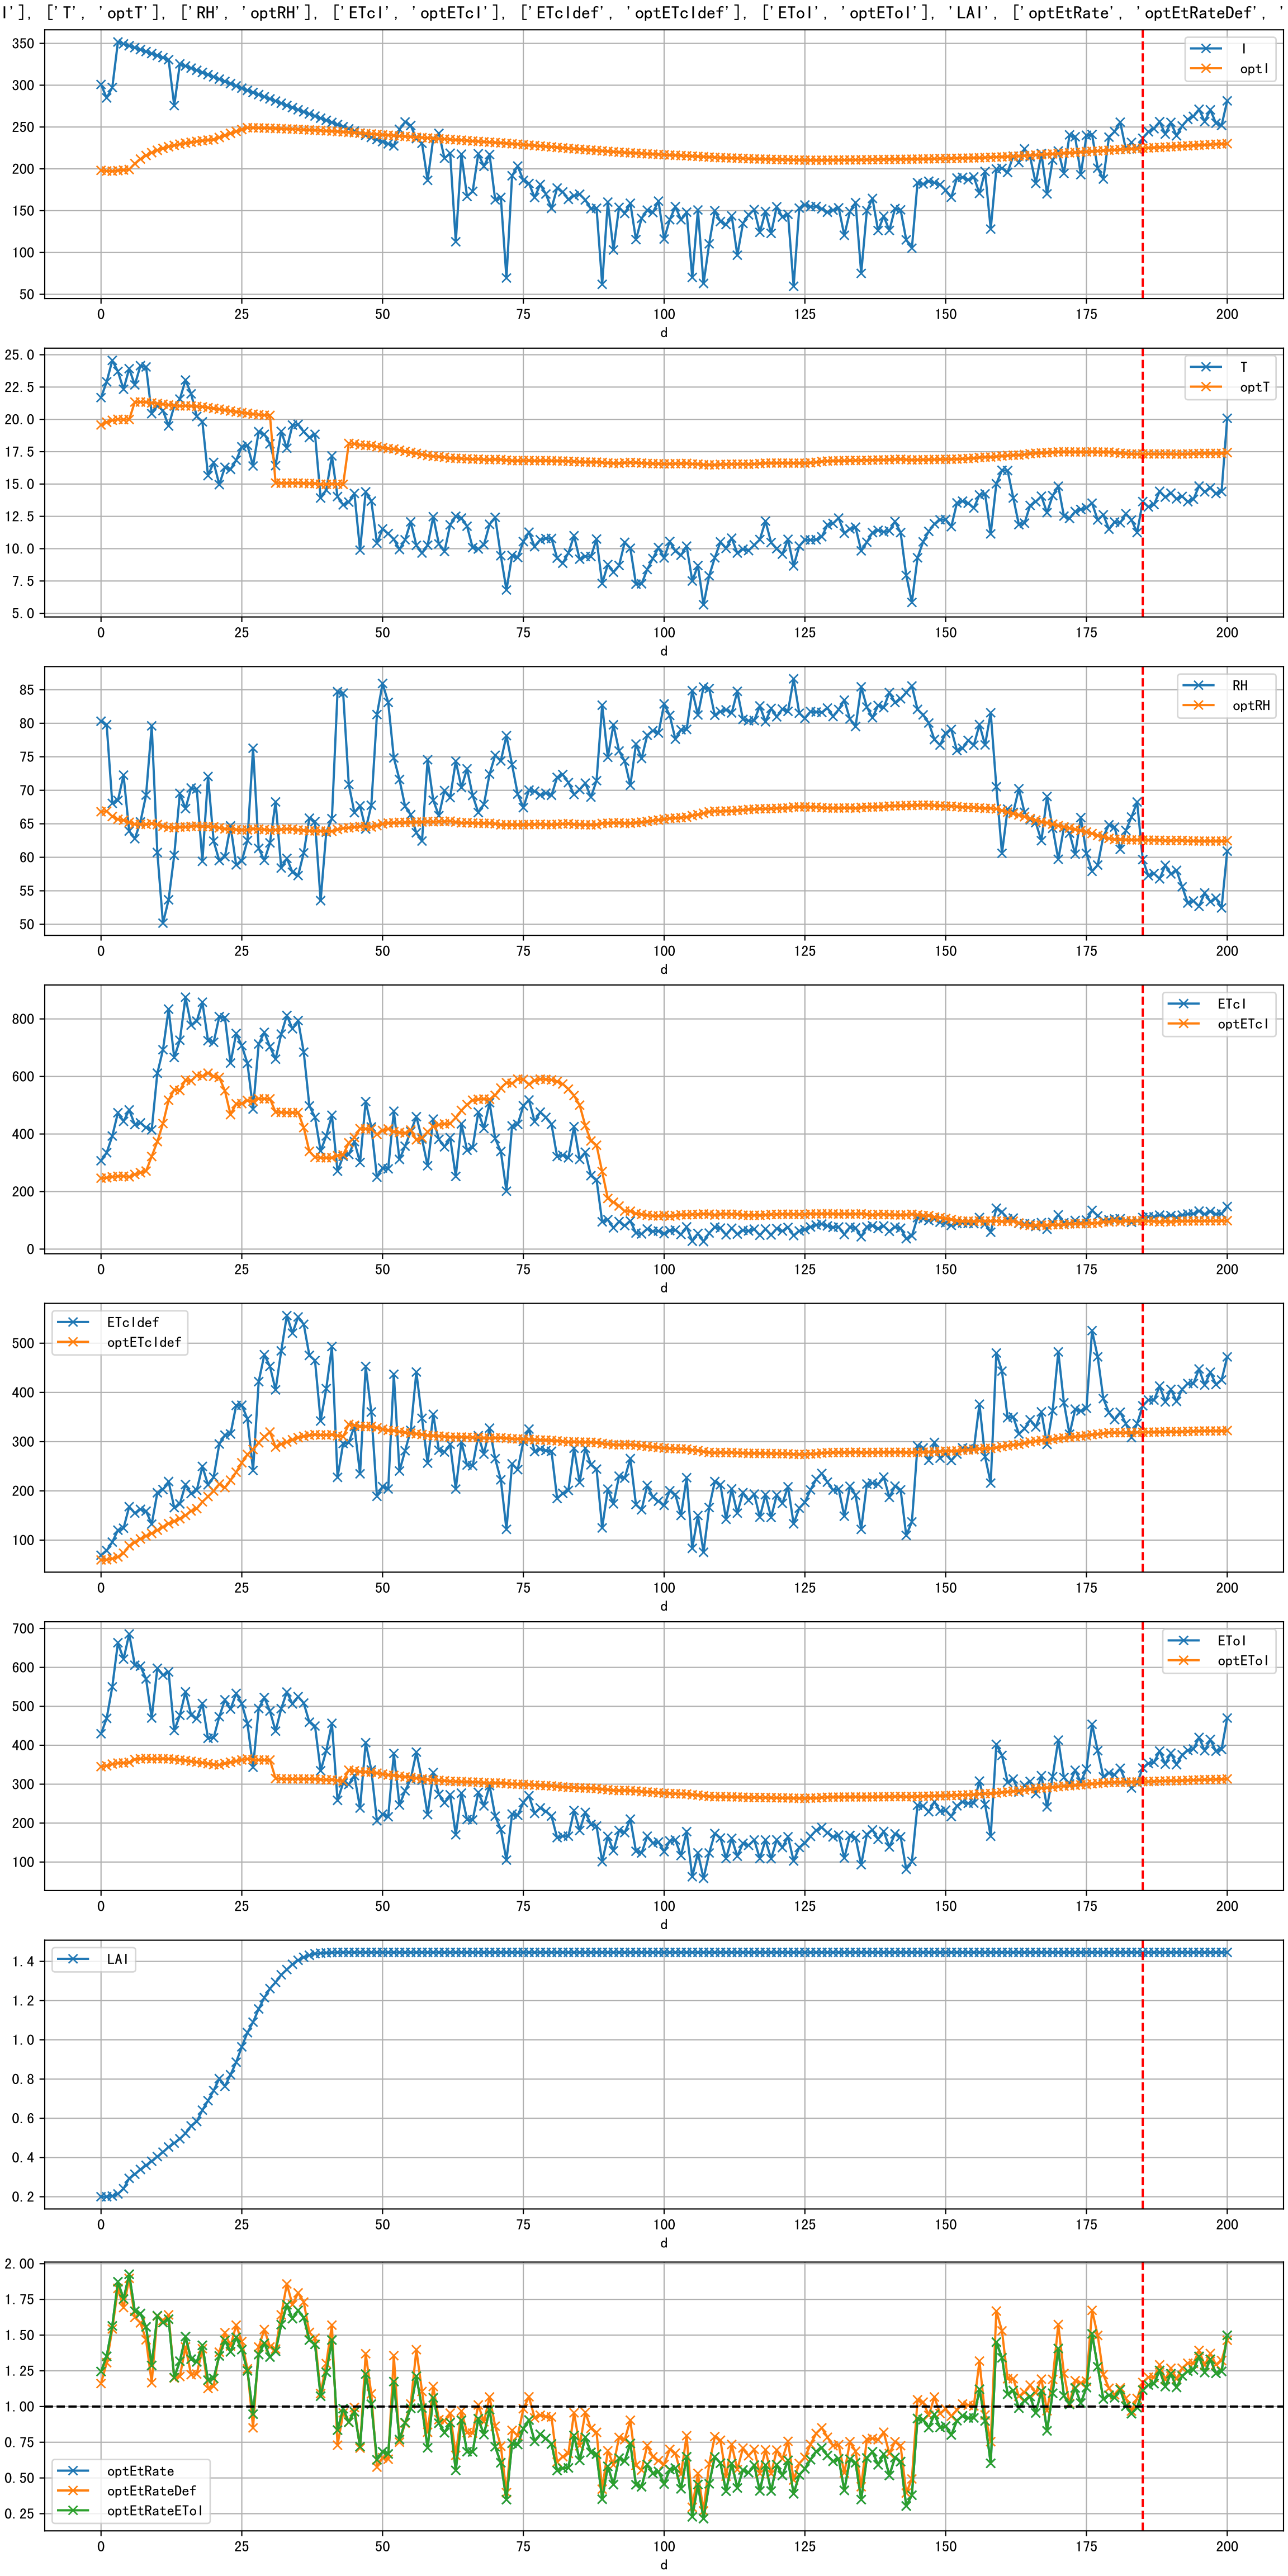 I'], ['T', 'optT'], ['RH', 'optRH'], ['ETcI', 'optETcI'], ['ETcIdef', 'optETcIdef'], ['EToI', 'optEToI'], 'LAI', ['optEtRate', 'optEtRateDef', '
350
300
250
200
150
100
50
I
optI
0 25 50 75 100 125 150 175 200
d
25.0
22.5
20.0
17.5
15.0
12.5
10.0
7.5
5.0
T
optT
0 25 50 75 100 125 150 175 200
d
85
80
75
70
65
60
55
50
RH
optRH
0 25 50 75 100 125 150 175 200
d
800
600
400
200
0
ETcI
optETcI
0 25 50 75 100 125 150 175 200
d
500
400
300
200
100
ETcIdef
optETcIdef
0 25 50 75 100 125 150 175 200
d
700
600
500
400
300
200
100
EToI
optEToI
0 25 50 75 100 125 150 175 200
d
1.4
1.2
1.0
0.8
0.6
0.4
0.2
LAI
0 25 50 75 100 125 150 175 200
d
2.00
1.75
1.50
1.25
1.00
0.75
0.50
0.25
optEtRate
optEtRateDef
optEtRateEToI
0 25 50 75 100 125 150 175 200
d